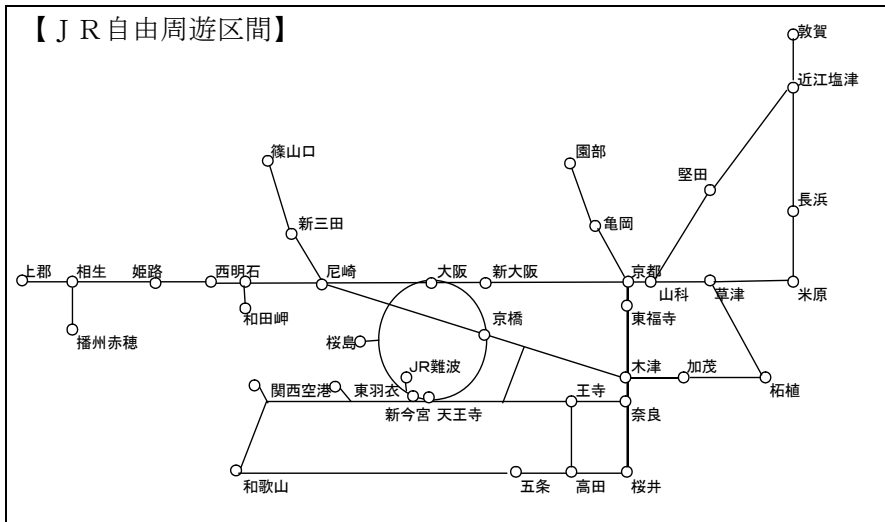 【ＪＲ自由周遊区間】
敦賀
近江塩津
篠山口
園部
堅田
長浜
新三田
亀岡
上郡
相生
姫路
西明石
尼崎
大阪
新大阪
京都
山科
草津
米原
和田岬
東福寺
播州赤穂
桜島
京橋
JR難波
木津
加茂
柘植
関西空港
東羽衣
新今宮
天王寺
王寺
奈良
和歌山
五条
高田
桜井